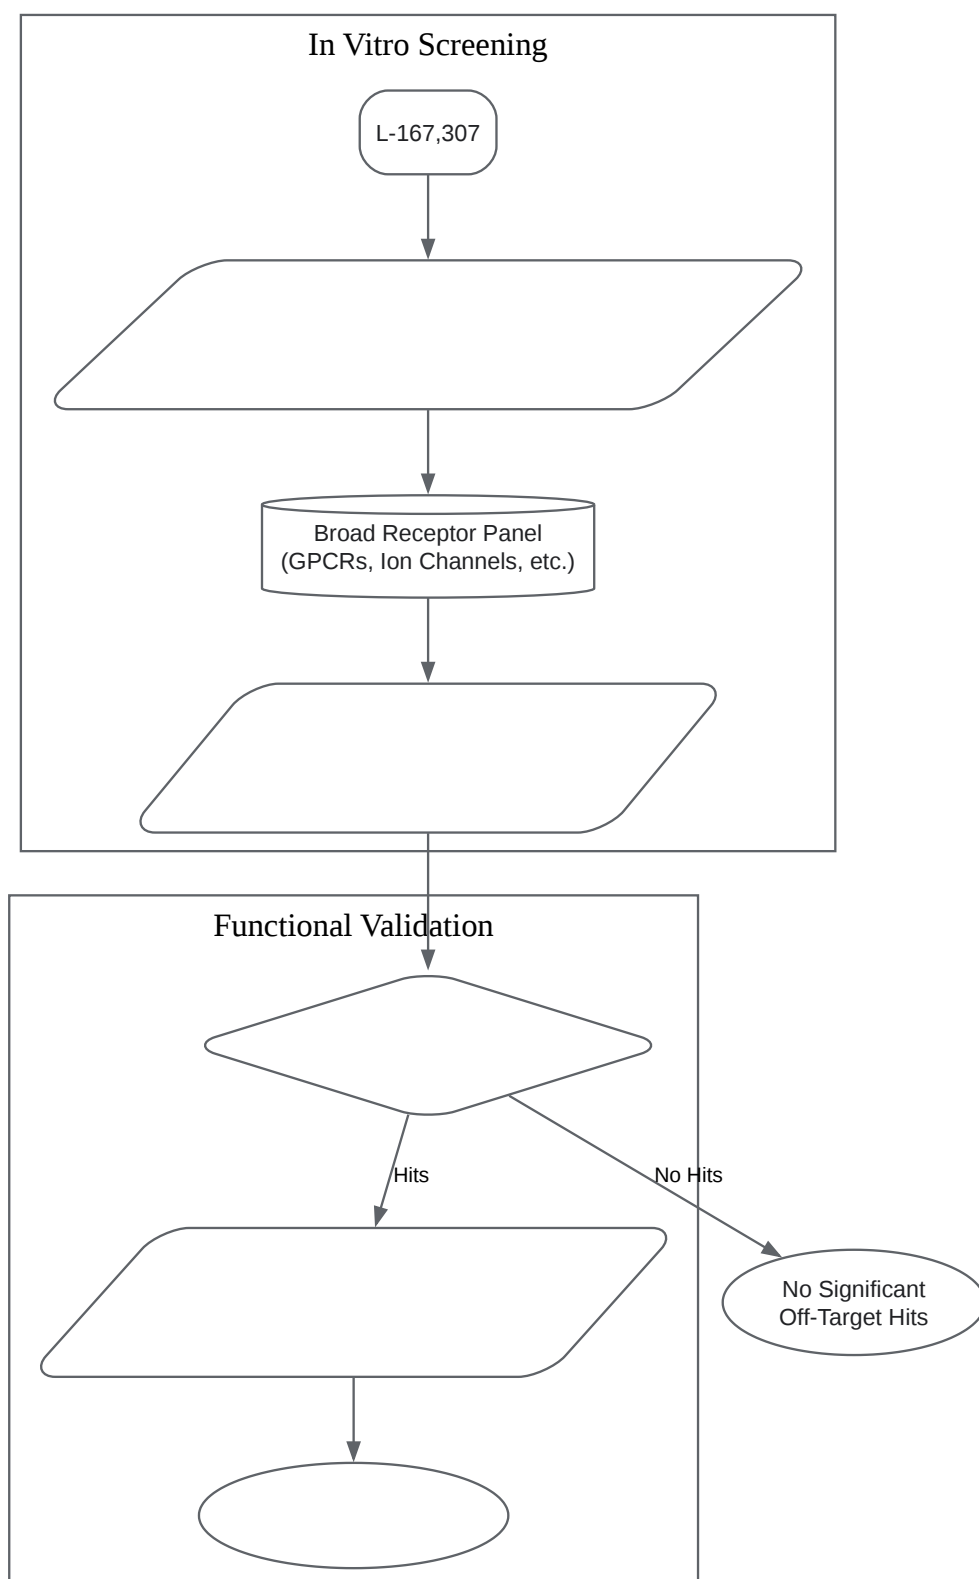 In Vitro Screening
L-167,307
Broad Receptor Panel
(GPCRs, Ion Channels, etc.)
Functional Validation
Hits
No Hits
No Significant
Off-Target Hits